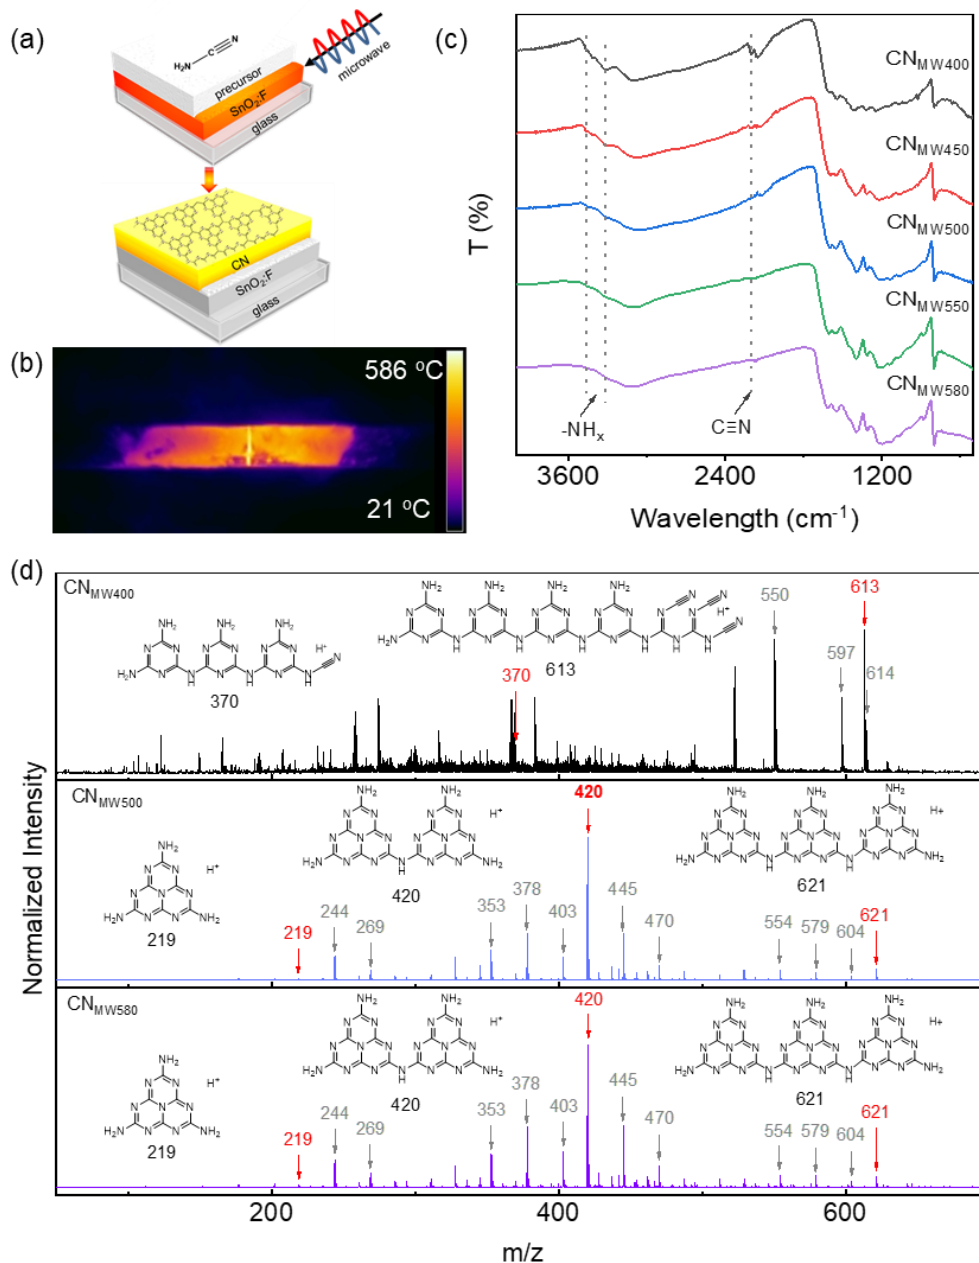 (a)
H₂N C N
precursor
microwave
SnO₂:F
glass
CN
SnO₂:F
glass
(b)
586 °C
21 °C
(c)
T (%)
CN_MW400
CN_MW450
CN_MW500
CN_MW550
CN_MW580
-NHₓ
C≡N
3600 2400 1200
Wavelength (cm⁻¹)
(d)
Normalized Intensity
CN_MW400
370
613
H⁺
H⁺
370
550
597
613
614
CN_MW500
219
420
621
H⁺
H⁺
H+
219
244
269
353
378
403
420
445
470
554
579
604
621
CN_MW580
219
420
621
H⁺
H⁺
H+
219
244
269
353
378
403
420
445
470
554
579
604
621
200 400 600
m/z